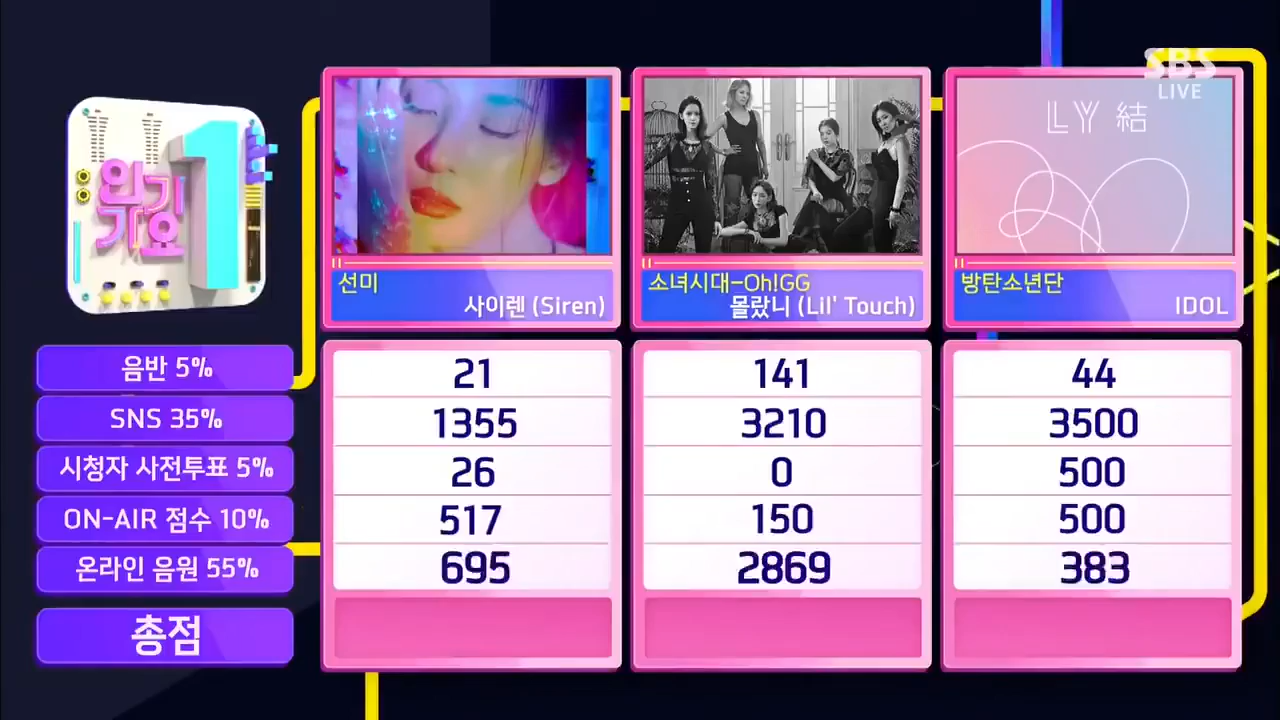 SBS
LIVE
인기
가요
1
LY 結
선미
사이렌 (Siren)
소녀시대-Oh!GG
몰랐니 (Lil' Touch)
방탄소년단
IDOL
음반 5%
21
141
44
SNS 35%
1355
3210
3500
시청자 사전투표 5%
26
0
500
ON-AIR 점수 10%
517
150
500
온라인 음원 55%
695
2869
383
총점